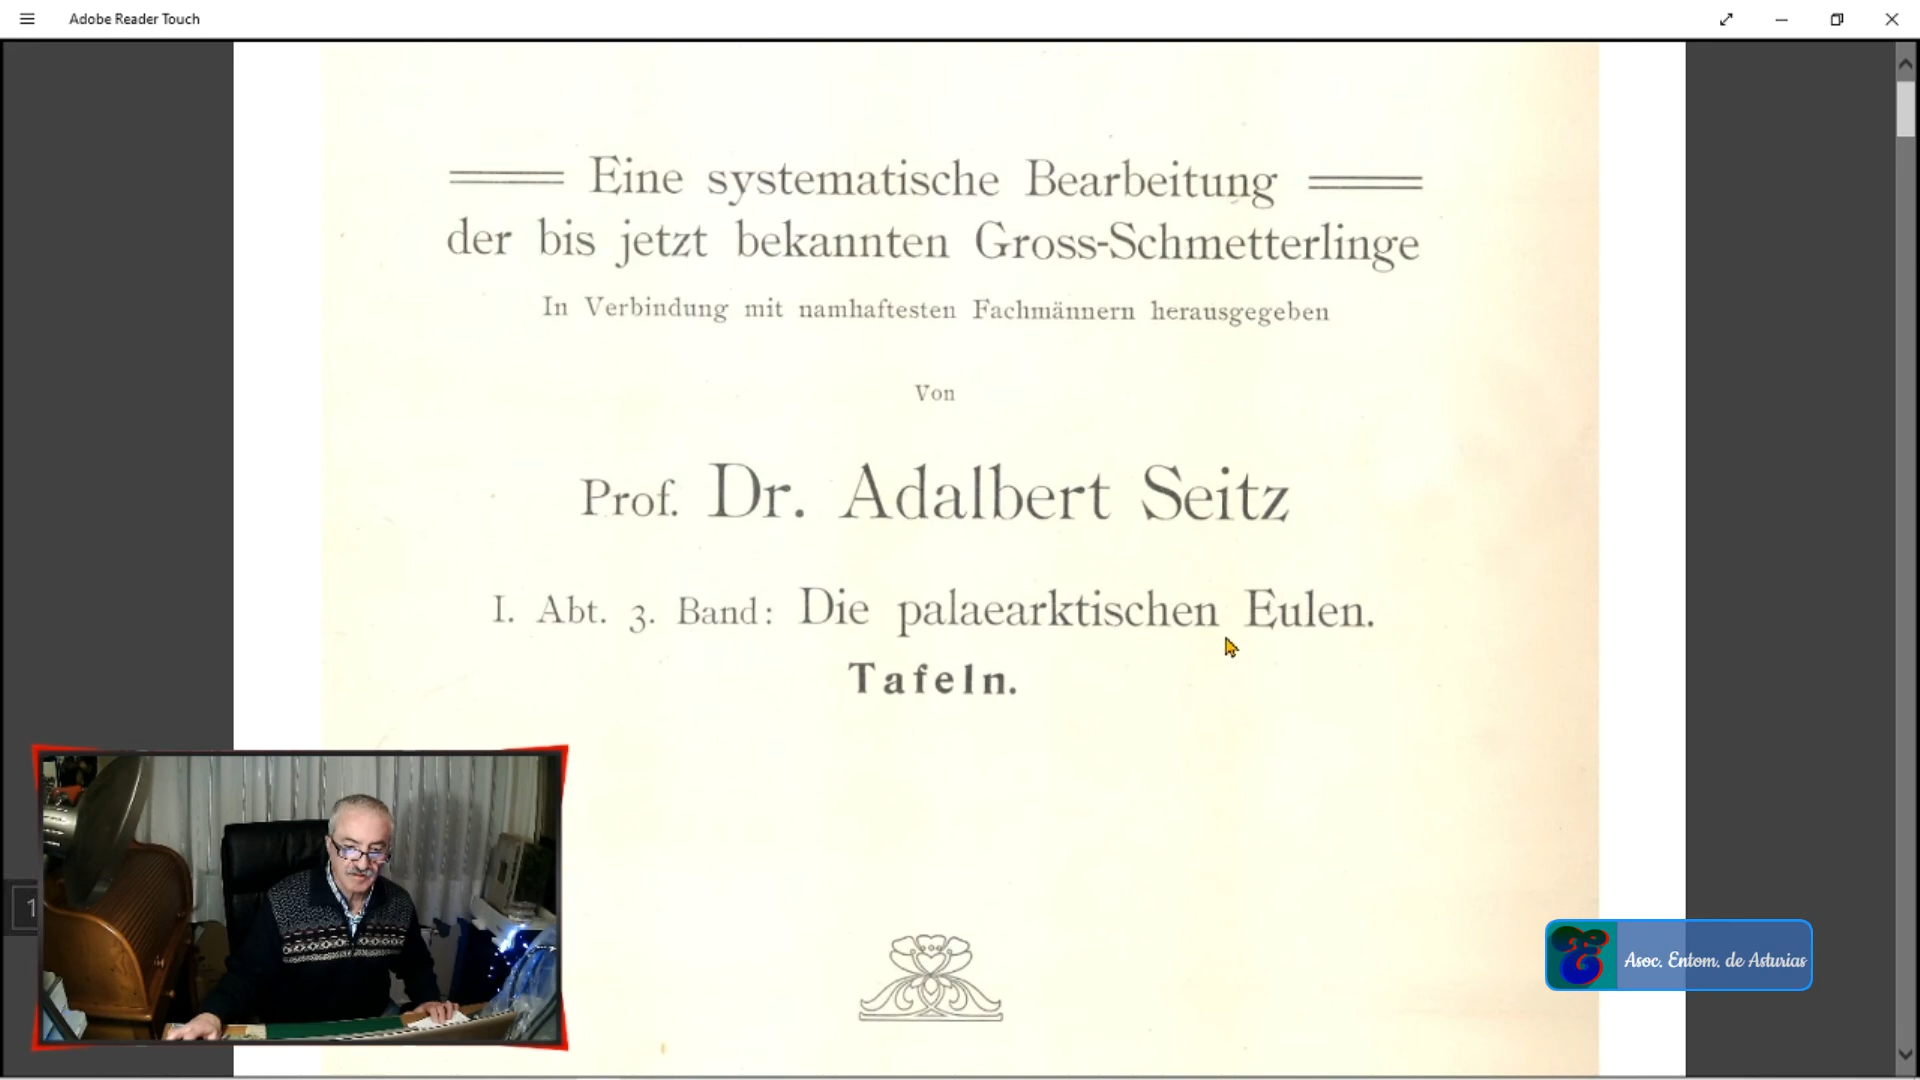 Adobe Reader Touch
Eine systematische Bearbeitung
der bis jetzt bekannten Gross-Schmetterlinge
In Verbindung mit namhaftesten Fachmännern herausgegeben
Von
Prof. Dr. Adalbert Seitz
I. Abt. 3. Band: Die palaearktischen Eulen.
Tafeln.
1
Asoc. Entom. de Asturias